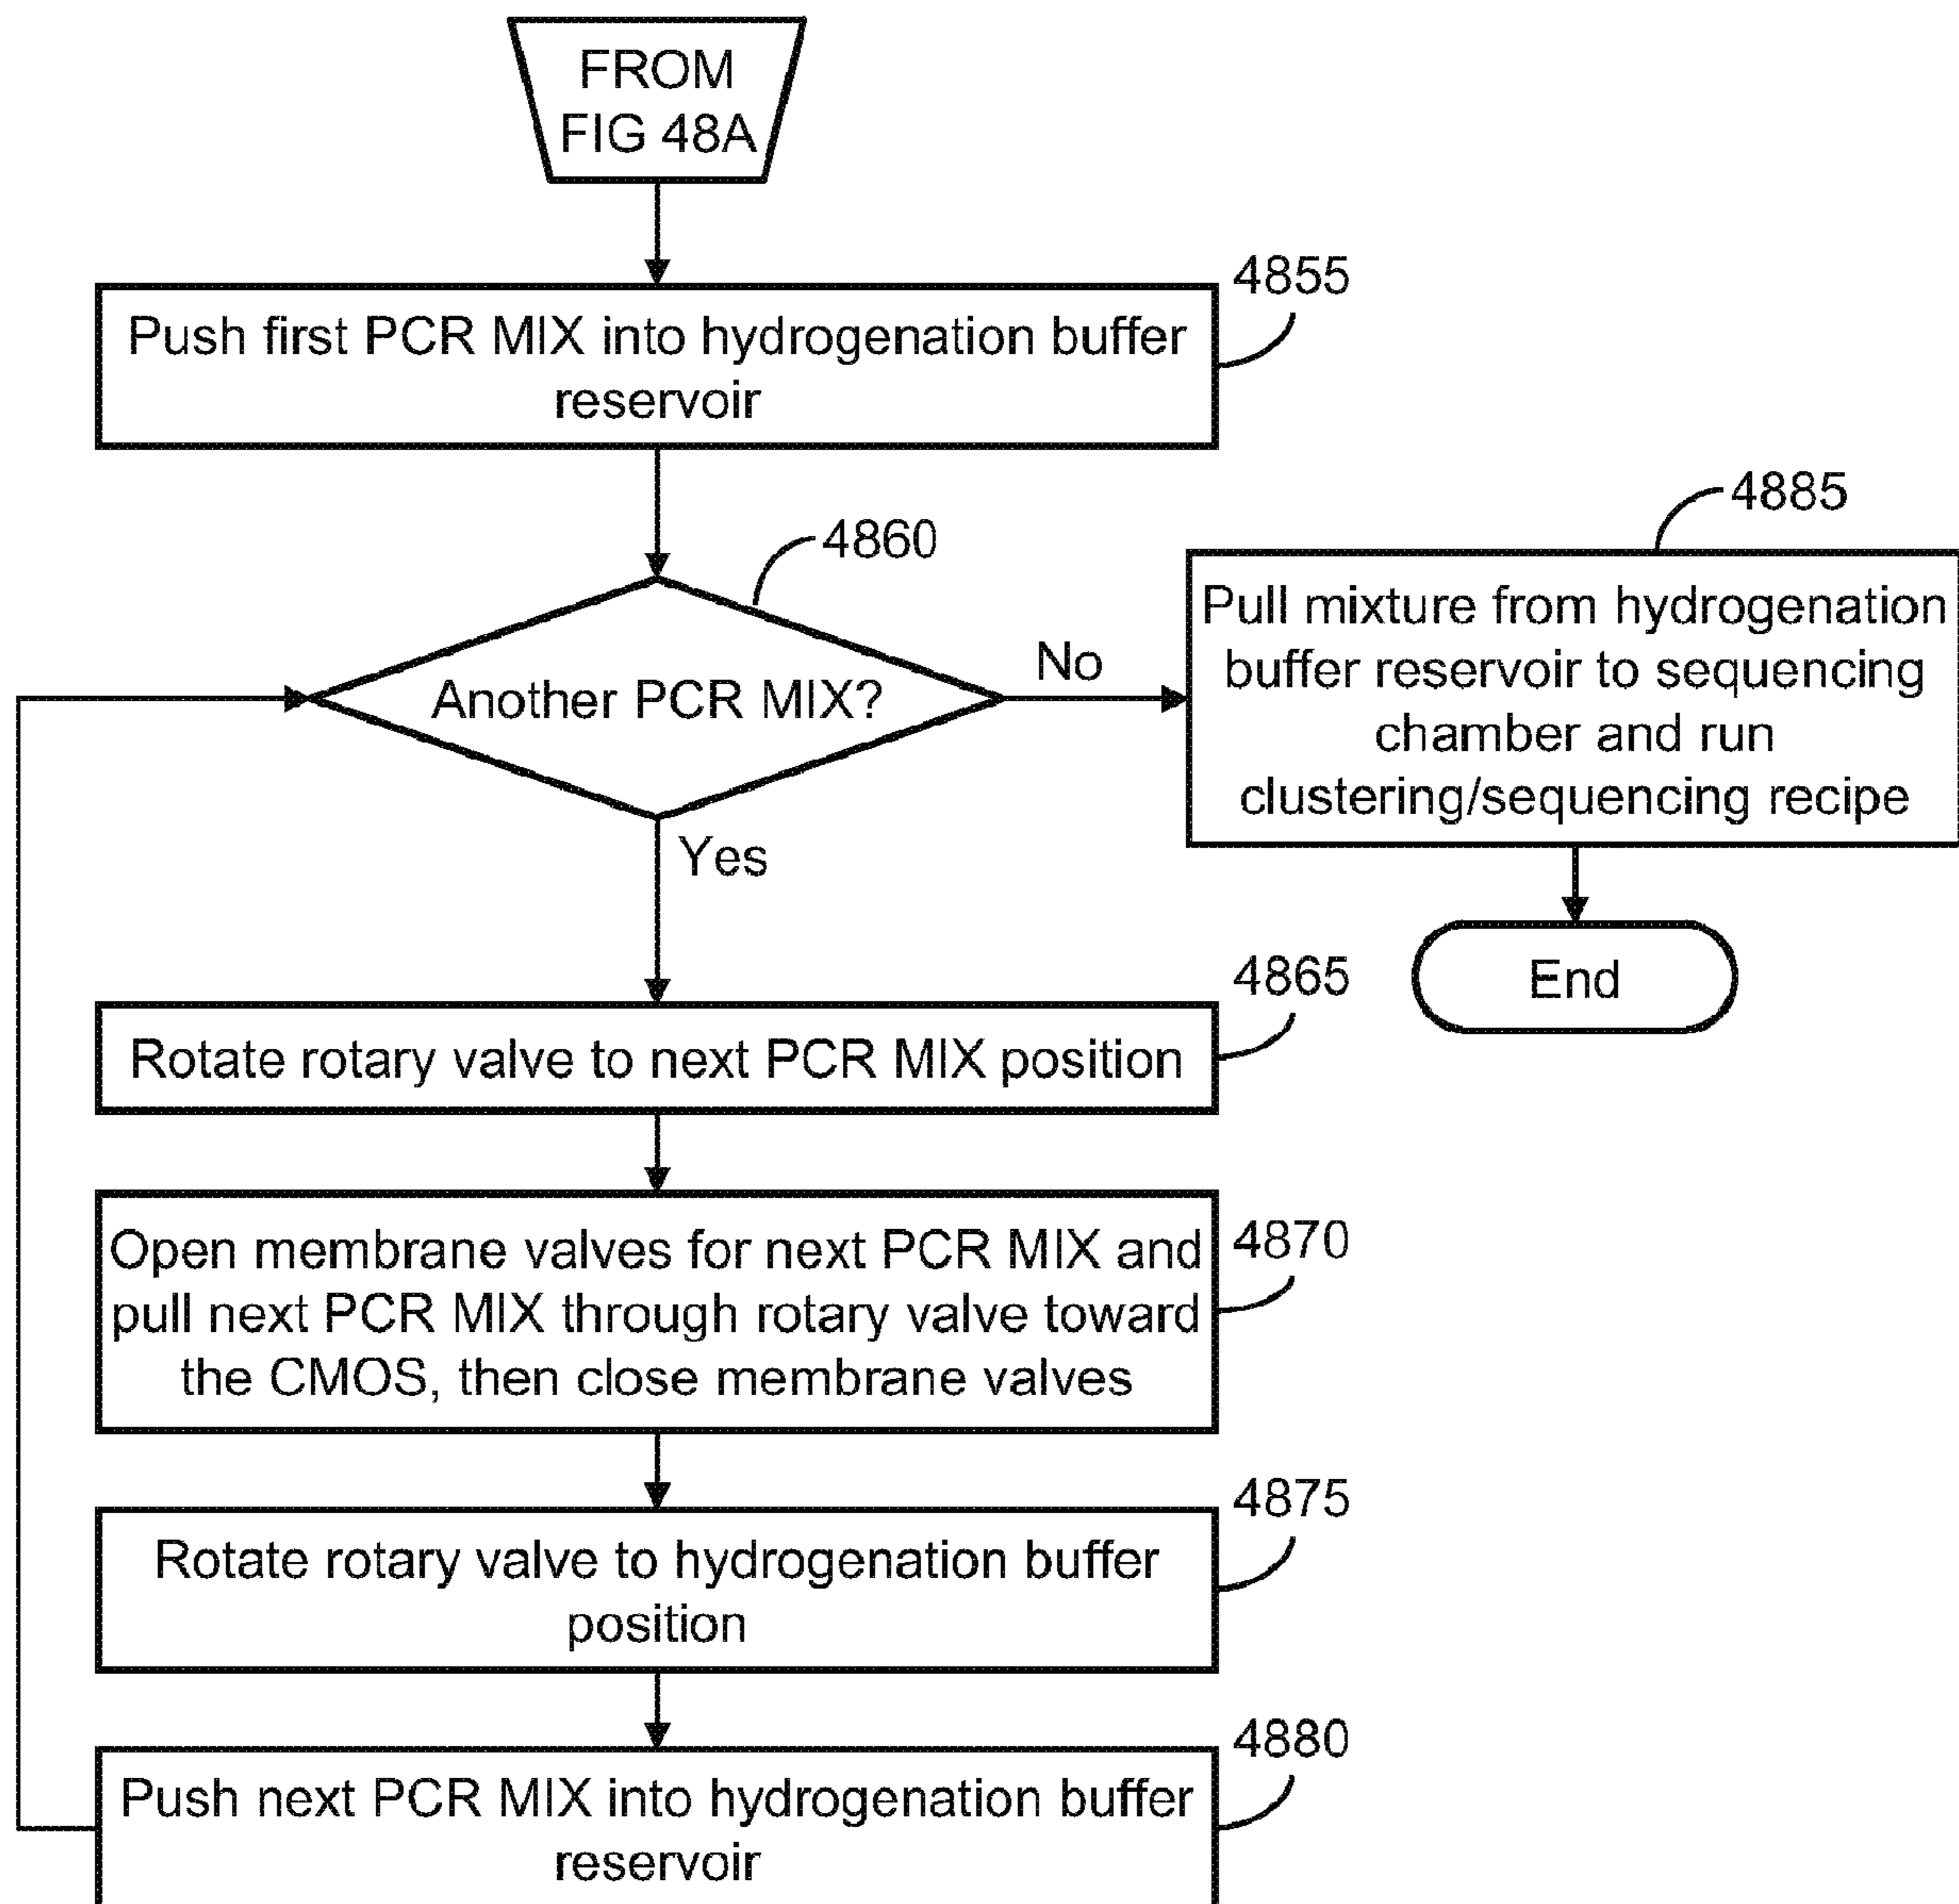 FROM
FIG 48A
4855
Push first PCR MIX into hydrogenation buffer
reservoir
4860
Another PCR MIX?
No
Yes
4885
Pull mixture from hydrogenation
buffer reservoir to sequencing
chamber and run
clustering/sequencing recipe
End
4865
Rotate rotary valve to next PCR MIX position
4870
Open membrane valves for next PCR MIX and
pull next PCR MIX through rotary valve toward
the CMOS, then close membrane valves
4875
Rotate rotary valve to hydrogenation buffer
position
4880
Push next PCR MIX into hydrogenation buffer
reservoir